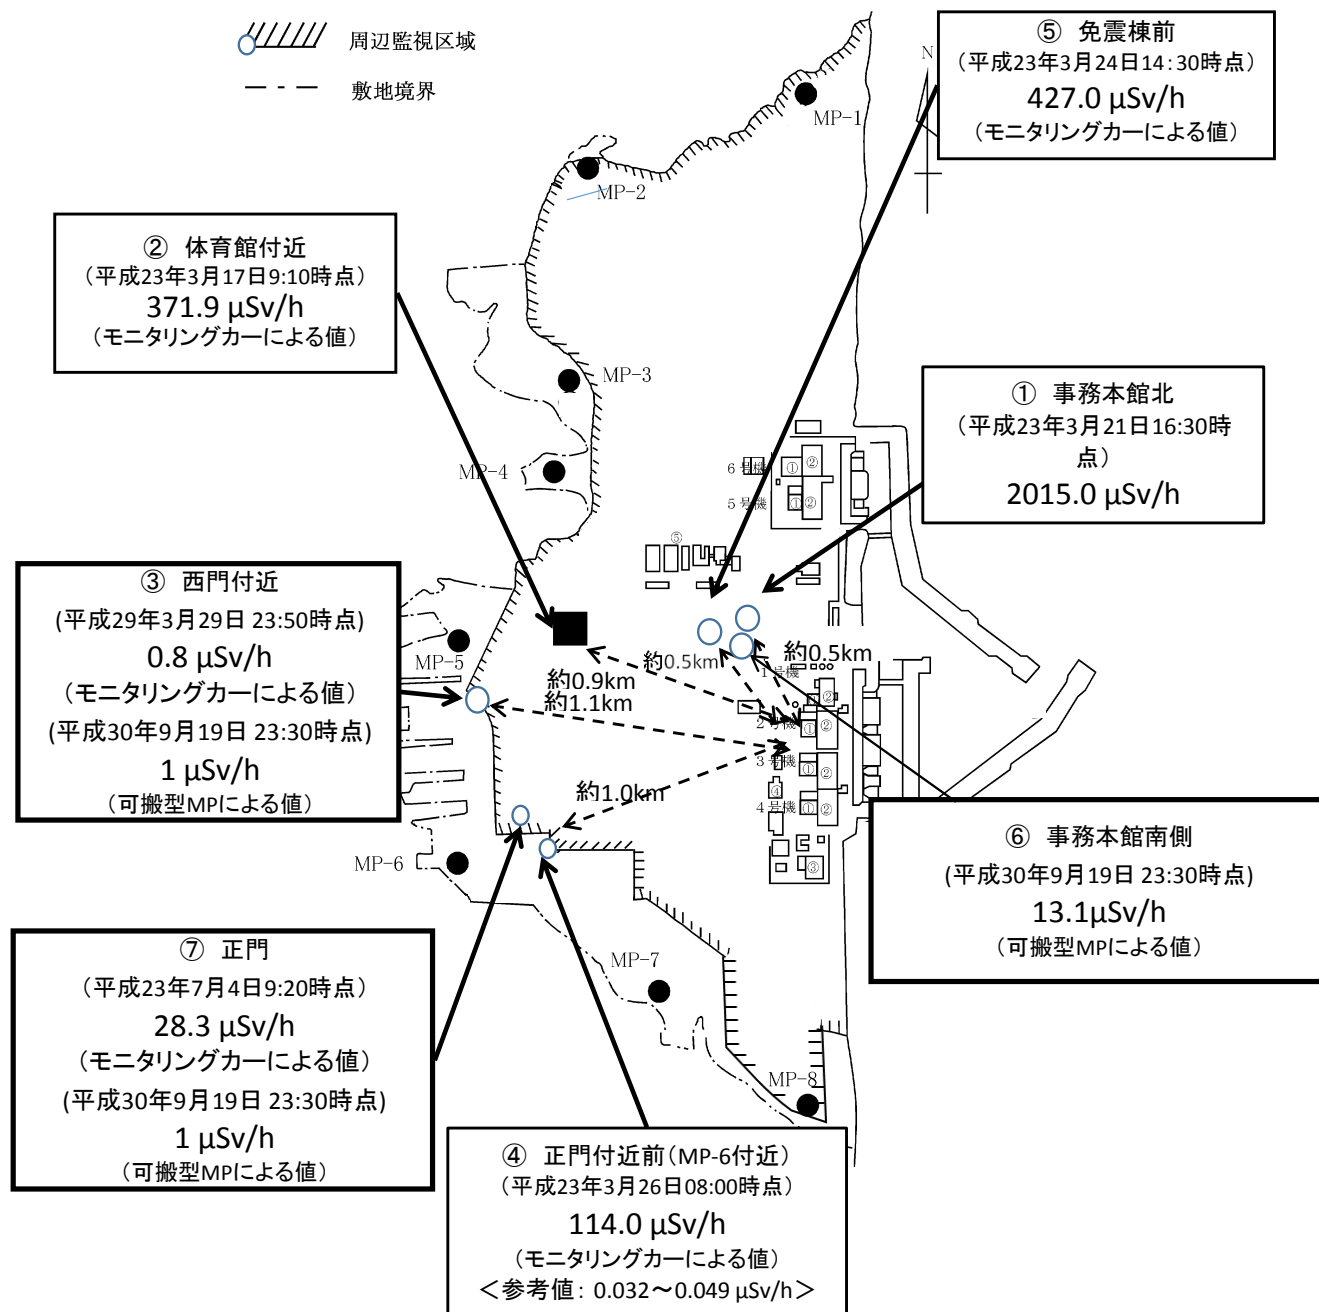 周辺監視区域
敷地境界
N
⑤ 免震棟前
（平成23年3月24日14:30時点）
427.0 μSv/h
（モニタリングカーによる値）
MP-1
MP-2
② 体育館付近
（平成23年3月17日9:10時点）
371.9 μSv/h
（モニタリングカーによる値）
MP-3
① 事務本館北
（平成23年3月21日16:30時
点）
2015.0 μSv/h
MP-4
6号機
①
②
5号機
①
②
⑤
③ 西門付近
(平成29年3月29日 23:50時点)
0.8 μSv/h
（モニタリングカーによる値）
(平成30年9月19日 23:30時点)
1 μSv/h
（可搬型MPによる値）
MP-5
約0.5km
約0.5km
約0.9km
約1.1km
1号機
②
2号機
①
②
3号機
①
②
約1.0km
④
4号機
①
②
③
MP-6
⑥ 事務本館南側
(平成30年9月19日 23:30時点)
13.1μSv/h
（可搬型MPによる値）
⑦ 正門
（平成23年7月4日9:20時点）
28.3 μSv/h
（モニタリングカーによる値）
(平成30年9月19日 23:30時点)
1 μSv/h
（可搬型MPによる値）
MP-7
MP-8
④ 正門付近前（MP-6付近）
（平成23年3月26日08:00時点）
114.0 μSv/h
（モニタリングカーによる値）
＜参考値： 0.032～0.049 μSv/h＞